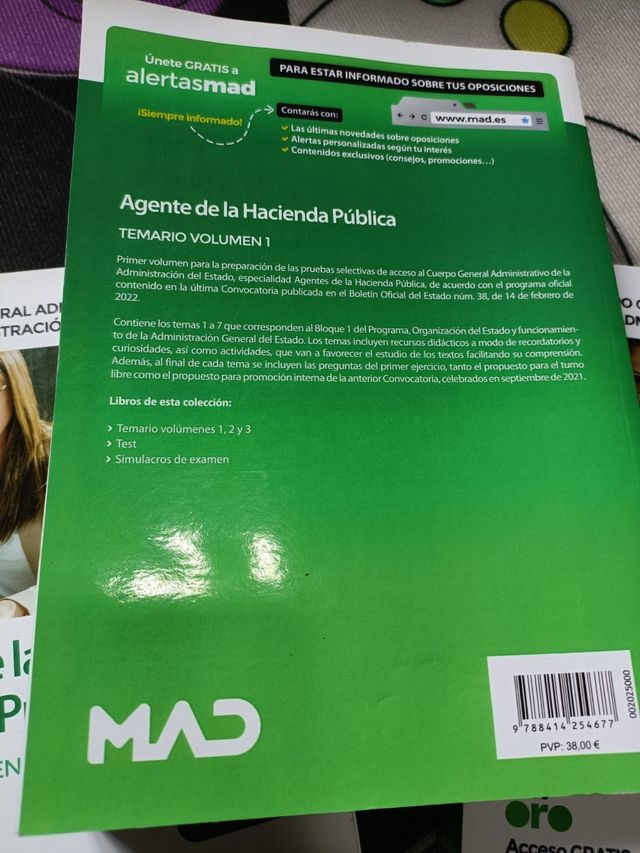 Únete GRATIS a
alertasmad
PARA ESTAR INFORMADO SOBRE TUS OPOSICIONES
¡Siempre informado!
Contarás con:
www.mad.es
Las últimas novedades sobre oposiciones
Alertas personalizadas según tu interés
Contenidos exclusivos (consejos, promociones...)
Agente de la Hacienda Pública
TEMARIO VOLUMEN 1
Primer volumen para la preparación de las pruebas selectivas de acceso al Cuerpo General Administrativo de la
Administración del Estado, especialidad Agentes de la Hacienda Pública, de acuerdo con el programa oficial
contenido en la última Convocatoria publicada en el Boletín Oficial del Estado núm. 38, de 14 de febrero de
2022.
Contiene los temas 1 a 7 que corresponden al Bloque 1 del Programa, Organización del Estado y funcionamien-
to de la Administración General del Estado. Los temas incluyen recursos didácticos a modo de recordatorios y
curiosidades, así como actividades, que van a favorecer el estudio de los textos facilitando su comprensión.
Además, al final de cada tema se incluyen las preguntas del primer ejercicio, tanto el propuesto para el turno
libre como el propuesto para promoción interna de la anterior Convocatoria, celebrados en septiembre de 2021.
Libros de esta colección:
> Temario volúmenes 1, 2 y 3
> Test
> Simulacros de examen
MAD
9 788414 254677
PVP: 38,00 €
002025000
oro
Acceso GRATIS